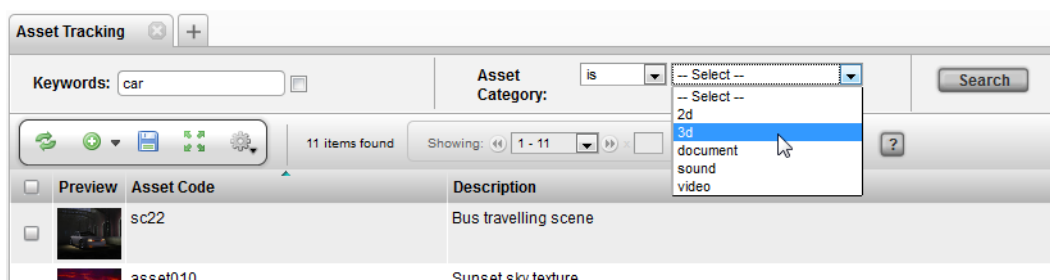 Asset Tracking
Keywords: car
Asset Category: is -- Select --
Search
-- Select --
2d
3d
document
sound
video
11 items found
Showing: 1 - 11 x
?
Preview Asset Code Description
sc22 Bus travelling scene
asset010 Sunset sky texture